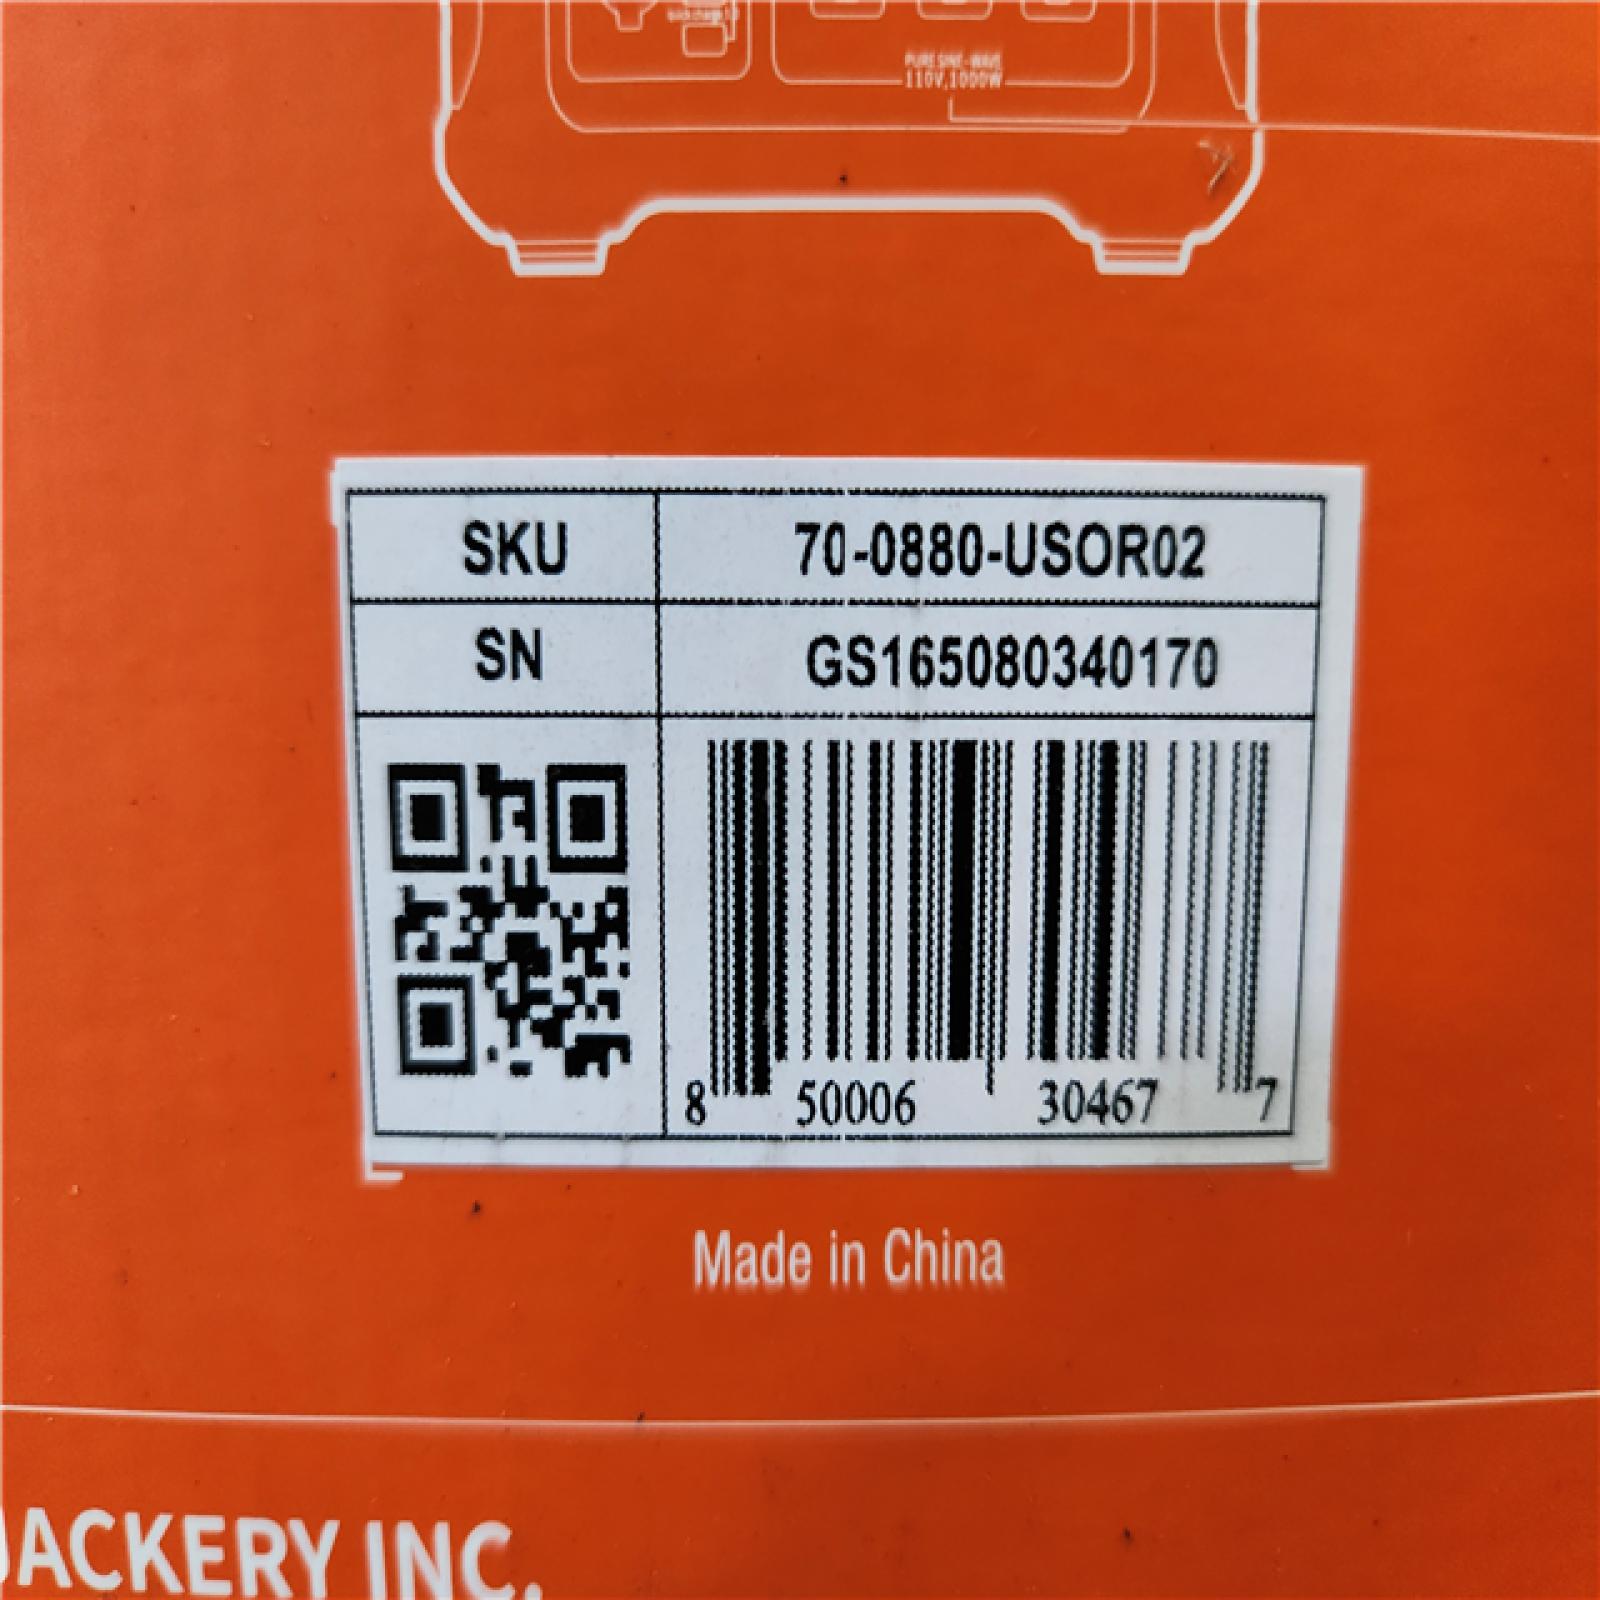 PURE SINE-WAVE
110V,1000W
SKU 70-0880-USOR02
SN GS165080340170
8 50006 30467 7
Made in China
JACKERY INC.